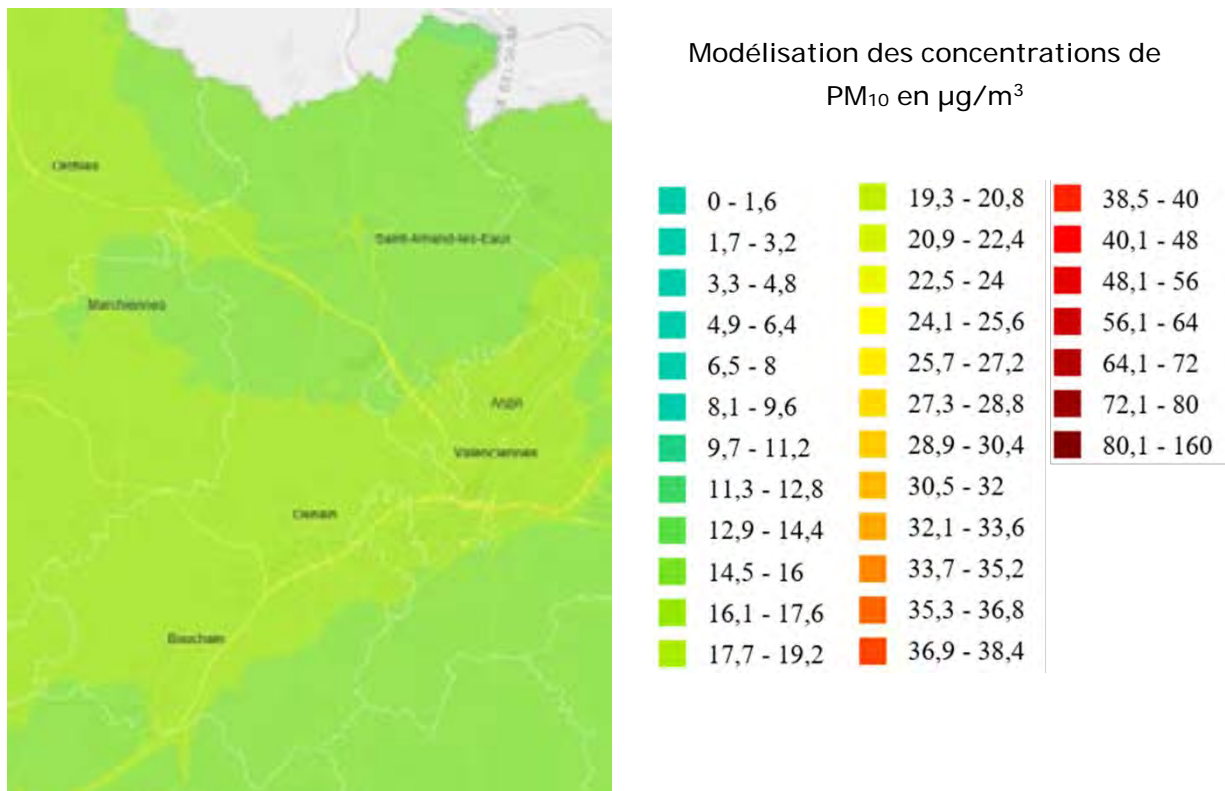 Modélisation des concentrations de
PM₁₀ en µg/m³
0 - 1,6
1,7 - 3,2
3,3 - 4,8
4,9 - 6,4
6,5 - 8
8,1 - 9,6
9,7 - 11,2
11,3 - 12,8
12,9 - 14,4
14,5 - 16
16,1 - 17,6
17,7 - 19,2
19,3 - 20,8
20,9 - 22,4
22,5 - 24
24,1 - 25,6
25,7 - 27,2
27,3 - 28,8
28,9 - 30,4
30,5 - 32
32,1 - 33,6
33,7 - 35,2
35,3 - 36,8
36,9 - 38,4
38,5 - 40
40,1 - 48
48,1 - 56
56,1 - 64
64,1 - 72
72,1 - 80
80,1 - 160
Orchies
Saint-Amand-les-Eaux
Marchiennes
Anzin
Valenciennes
Denain
Bouchain